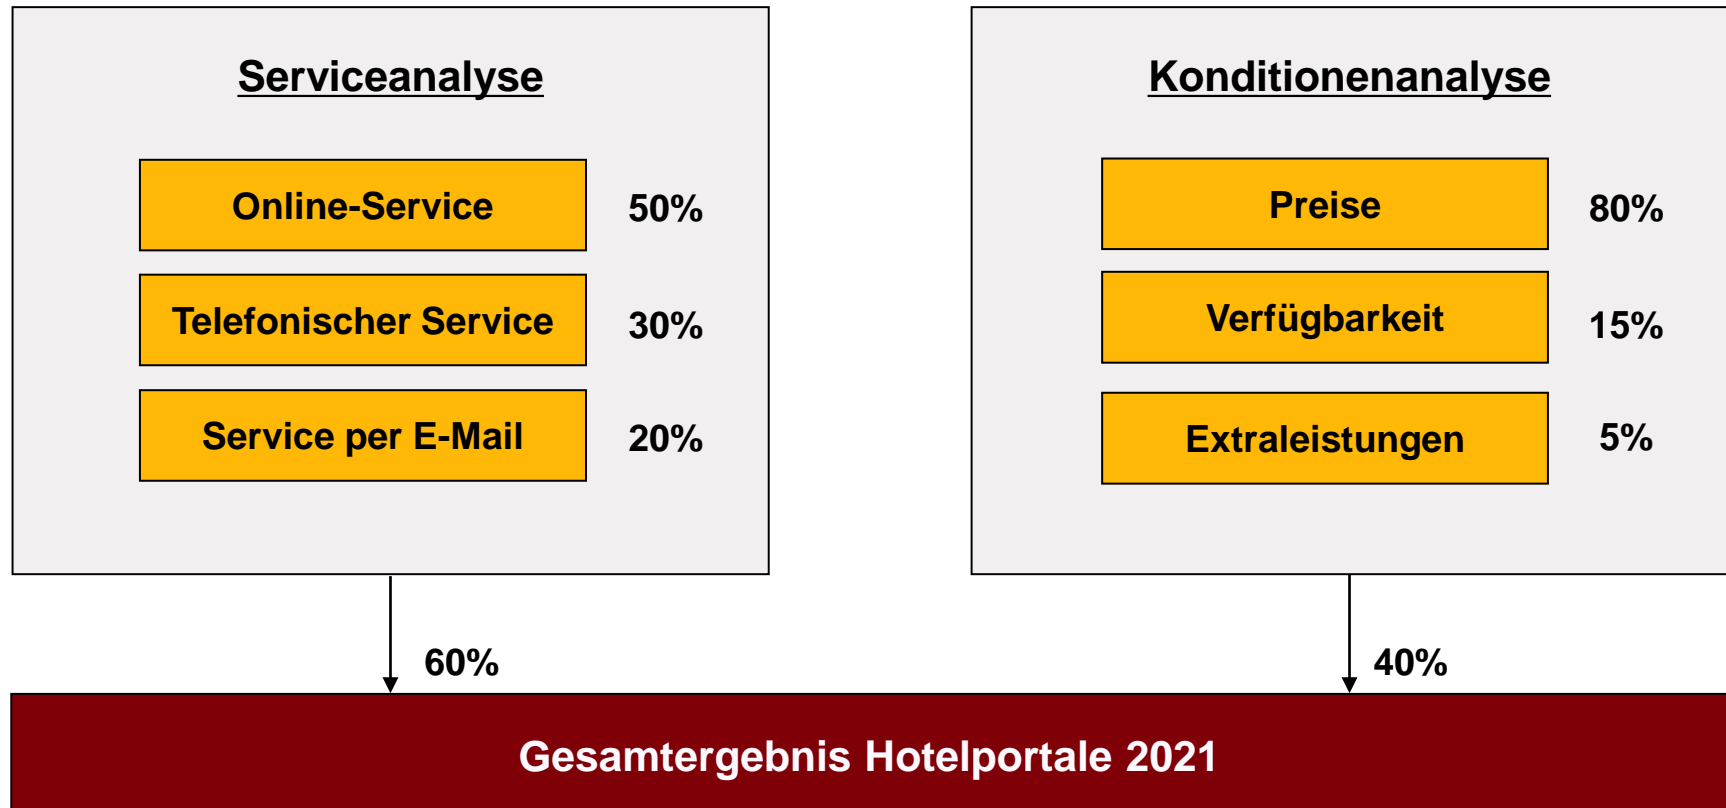 Serviceanalyse
Online-Service 50%
Telefonischer Service 30%
Service per E-Mail 20%
Konditionenanalyse
Preise 80%
Verfügbarkeit 15%
Extraleistungen 5%
60%
40%
Gesamtergebnis Hotelportale 2021